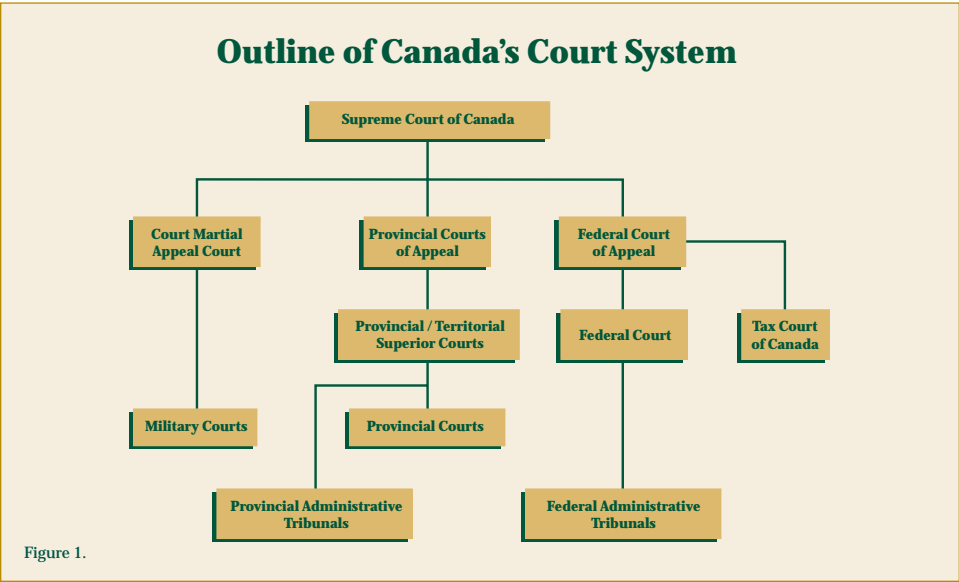 Outline of Canada's Court System
Supreme Court of Canada
Court Martial
Appeal Court
Provincial Courts
of Appeal
Federal Court
of Appeal
Provincial / Territorial
Superior Courts
Federal Court
Tax Court
of Canada
Military Courts
Provincial Courts
Provincial Administrative
Tribunals
Federal Administrative
Tribunals
Figure 1.